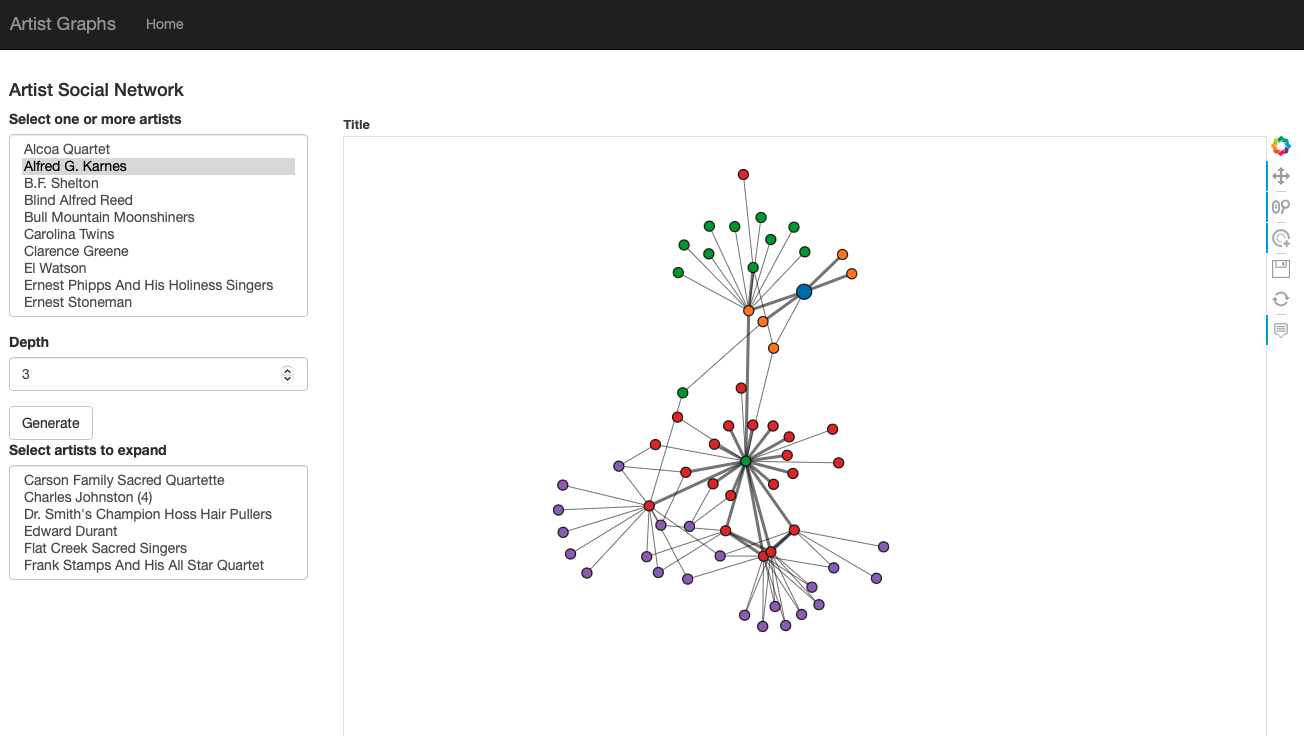 Artist Graphs
Home
Artist Social Network
Select one or more artists
Alcoa Quartet
Alfred G. Karnes
B.F. Shelton
Blind Alfred Reed
Bull Mountain Moonshiners
Carolina Twins
Clarence Greene
El Watson
Ernest Phipps And His Holiness Singers
Ernest Stoneman
Depth
3
Generate
Select artists to expand
Carson Family Sacred Quartette
Charles Johnston (4)
Dr. Smith's Champion Hoss Hair Pullers
Edward Durant
Flat Creek Sacred Singers
Frank Stamps And His All Star Quartet
Title